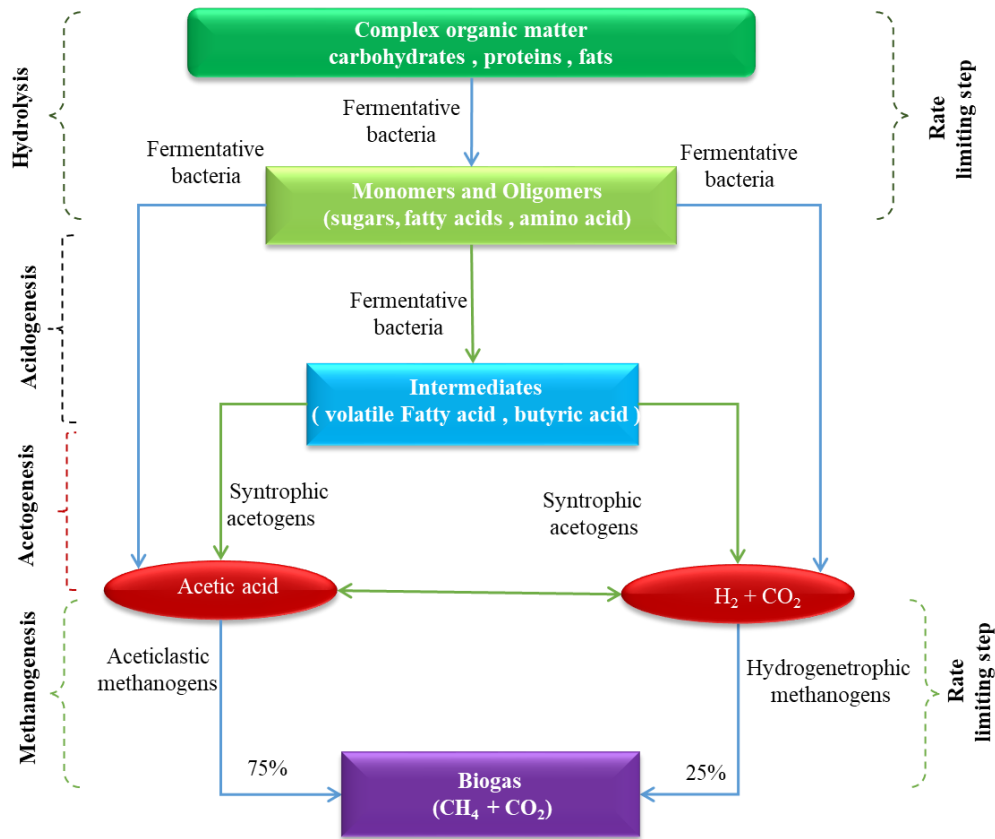 Complex organic matter
carbohydrates , proteins , fats
Hydrolysis
Rate
limiting step
Fermentative
bacteria
Fermentative
bacteria
Fermentative
bacteria
Monomers and Oligomers
(sugars, fatty acids , amino acid)
Acidogenesis
Fermentative
bacteria
Intermediates
( volatile Fatty acid , butyric acid )
Acetogenesis
Syntrophic
acetogens
Syntrophic
acetogens
Acetic acid
H₂ + CO₂
Methanogenesis
Aceticlastic
methanogens
Hydrogenetrophic
methanogens
Rate
limiting step
75%
25%
Biogas
(CH₄ + CO₂)